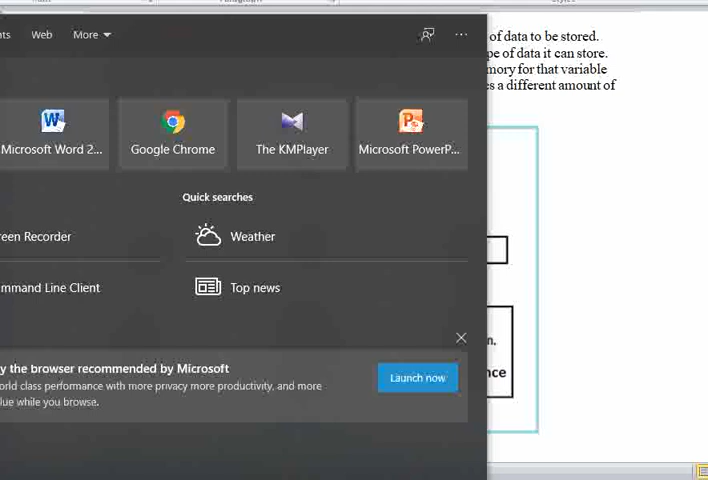 Web More
of data to be stored.
pe of data it can store.
mory for that variable
s a different amount of
Microsoft Word 2... Google Chrome The KMPlayer Microsoft PowerP...
Quick searches
reen Recorder Weather
mmand Line Client Top news
n.
nce
y the browser recommended by Microsoft
orld class performance with more privacy more productivity, and more
lue while you browse.
Launch now